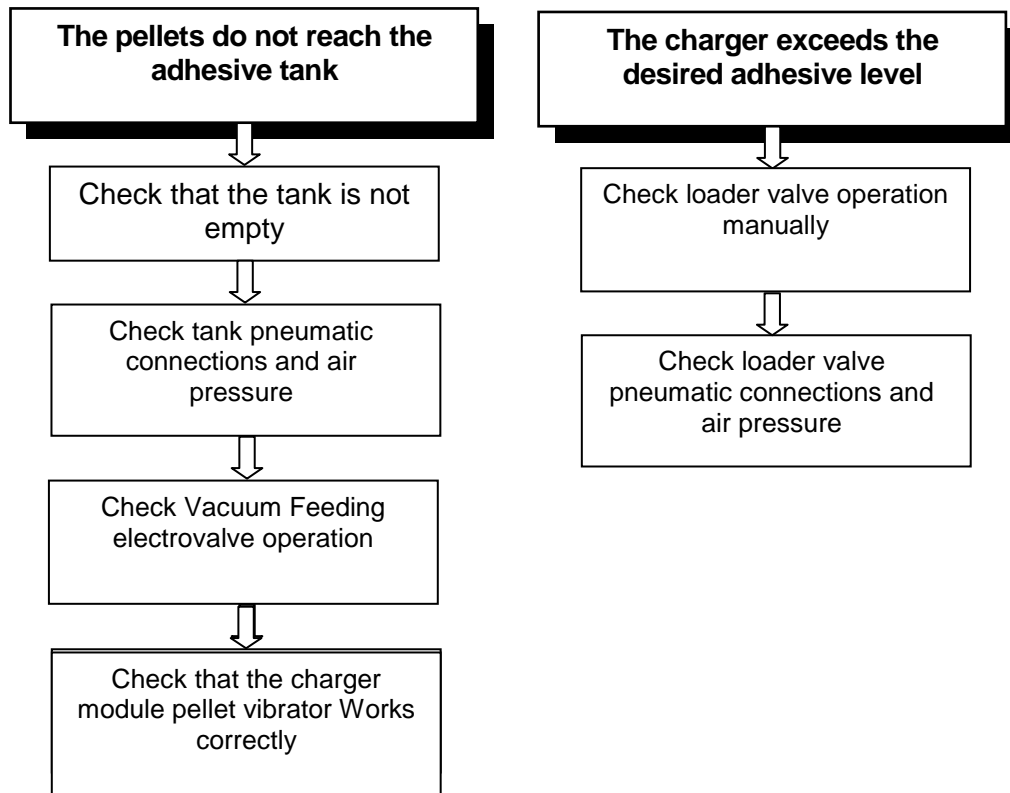 The pellets do not reach the
adhesive tank
Check that the tank is not
empty
Check tank pneumatic
connections and air
pressure
Check Vacuum Feeding
electrovalve operation
Check that the charger
module pellet vibrator Works
correctly
The charger exceeds the
desired adhesive level
Check loader valve operation
manually
Check loader valve
pneumatic connections and
air pressure